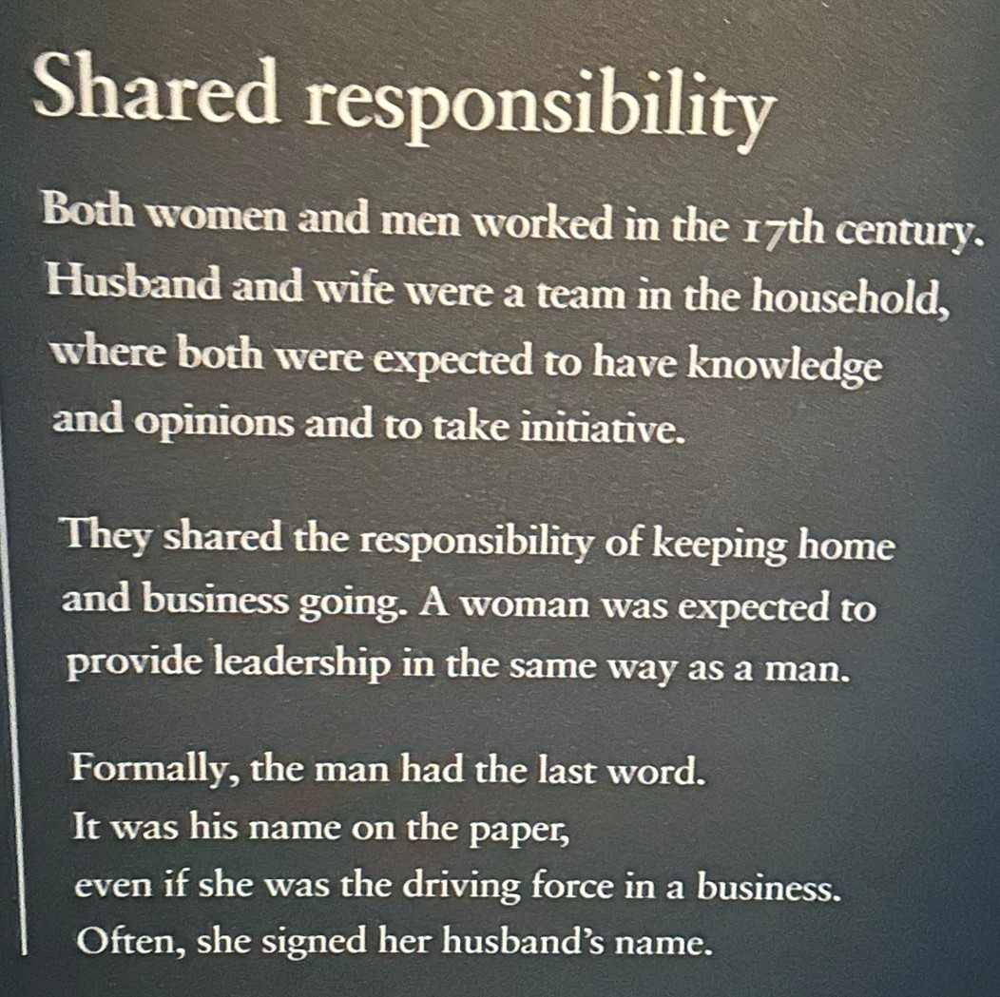 Shared responsibility
Both women and men worked in the 17th century.
Husband and wife were a team in the household,
where both were expected to have knowledge
and opinions and to take initiative.
They shared the responsibility of keeping home
and business going. A woman was expected to
provide leadership in the same way as a man.
Formally, the man had the last word.
It was his name on the paper,
even if she was the driving force in a business.
Often, she signed her husband’s name.